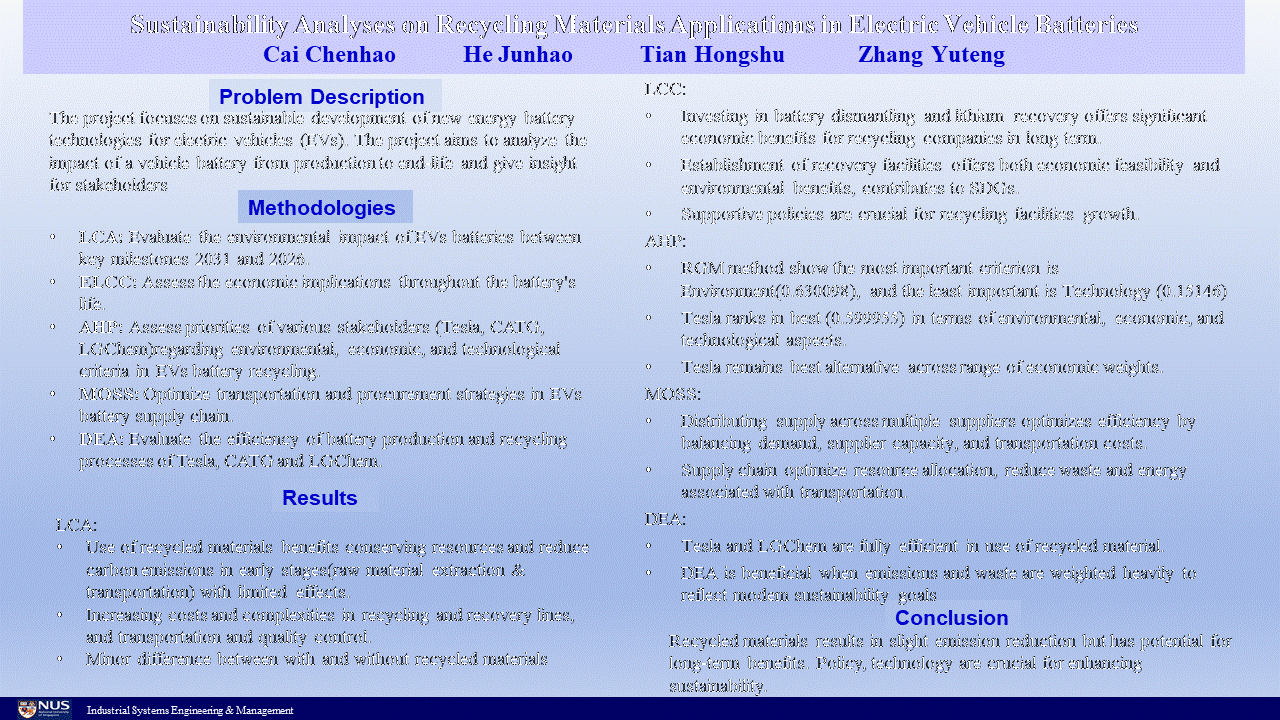 Sustainability Analyses on Recycling Materials Applications in Electric Vehicle Batteries
Cai Chenhao He Junhao Tian Hongshu Zhang Yuteng
Problem Description
The project focuses on sustainable development of new energy battery
technologies for electric vehicles (EVs). The project aims to analyze the
impact of a vehicle battery from production to end-life and give insight
for stakeholders
Methodologies
• LCA: Evaluate the environmental impact of EVs batteries between
key milestones 2031 and 2026.
• ELCC: Assess the economic implications throughout the battery's
life.
• AHP: Assess priorities of various stakeholders (Tesla, CATG,
LGChem)regarding environmental, economic, and technological
criteria in EVs battery recycling
• MOSS: Optimize transportation and procurement strategies in EVs
battery supply chain.
• DEA: Evaluate the efficiency of battery production and recycling
processes of Tesla, CATG and LGChem.
Results
LCA:
• Use of recycled materials benefits conserving resources and reduce
carbon emissions in early stages(raw material extraction &
transportation) with limited effects.
• Increasing costs and complexities in recycling and recovery lines,
and transportation and quality control.
• Minor difference between with and without recycled materials
LCC:
• Investing in battery dismantling and lithium recovery offers significant
economic benefits for recycling companies in long term.
• Establishment of recovery facilities offers both economic feasibility and
environmental benefits, contributes to SDGs.
• Supportive policies are crucial for recycling facilities growth.
AHP:
• RGM method show the most important criterion is
Environment(0.630098), and the least important is Technology (0.15146)
• Tesla ranks in best (0.599955) in terms of environmental, economic, and
technological aspects.
• Tesla remains best alternative across range of economic weights.
MOSS:
• Distributing supply across multiple suppliers optimizes efficiency by
balancing demand, supplier capacity, and transportation costs.
• Supply chain optimize resource allocation, reduce waste and energy
associated with transportation.
DEA:
• Tesla and LGChem are fully efficient in use of recycled material.
• DEA is beneficial when emissions and waste are weighted heavily to
reflect modern sustainability goals
Conclusion
Recycled materials results in slight emission reduction but has potential for
long-term benefits. Policy, technology are crucial for enhancing
sustainability.
NUS
National University
of Singapore
Industrial Systems Engineering & Management